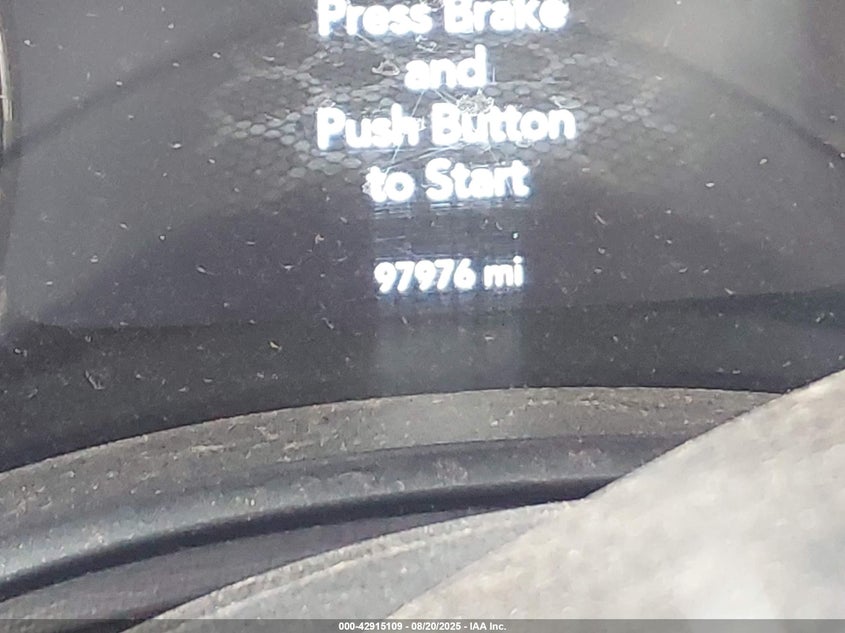 Press Brake
and
Push Button
to Start
97976 mi
000-42915109 - 08/20/2025 - IAA Inc.